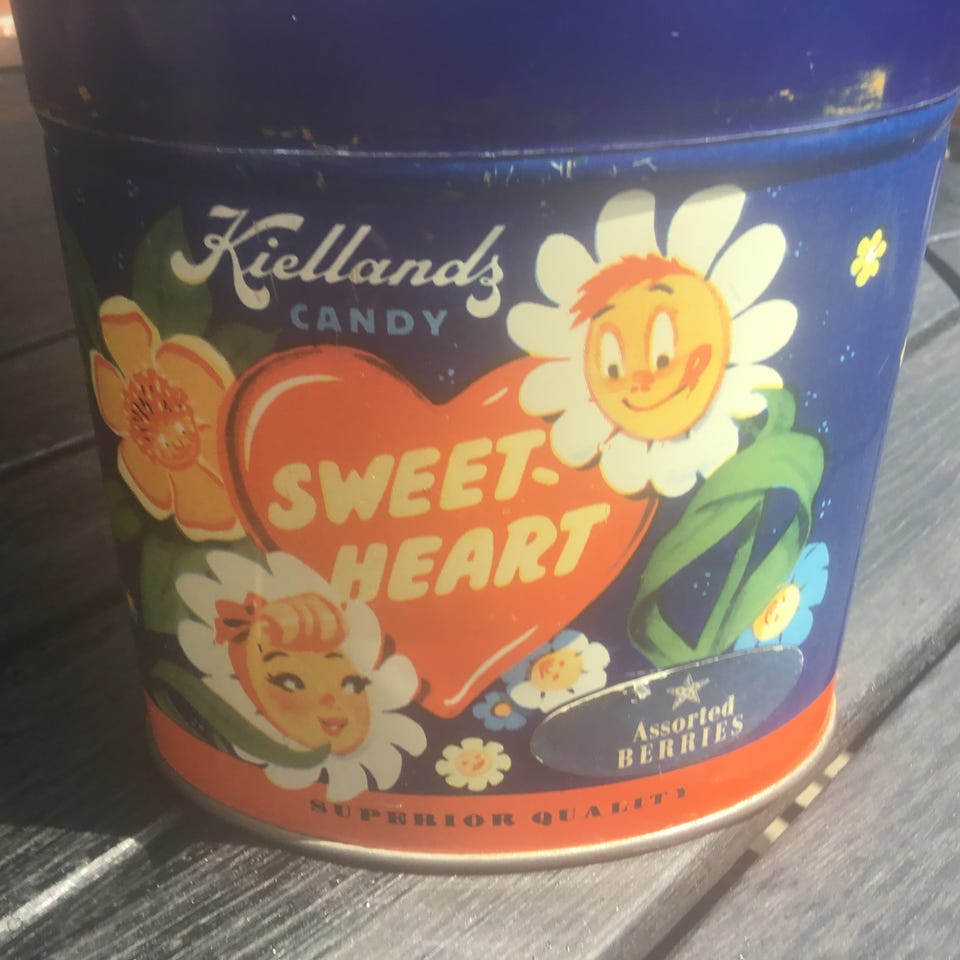 Kiellands
CANDY
SWEET-
HEART
Assorted
BERRIES
SUPERIOR QUALITY